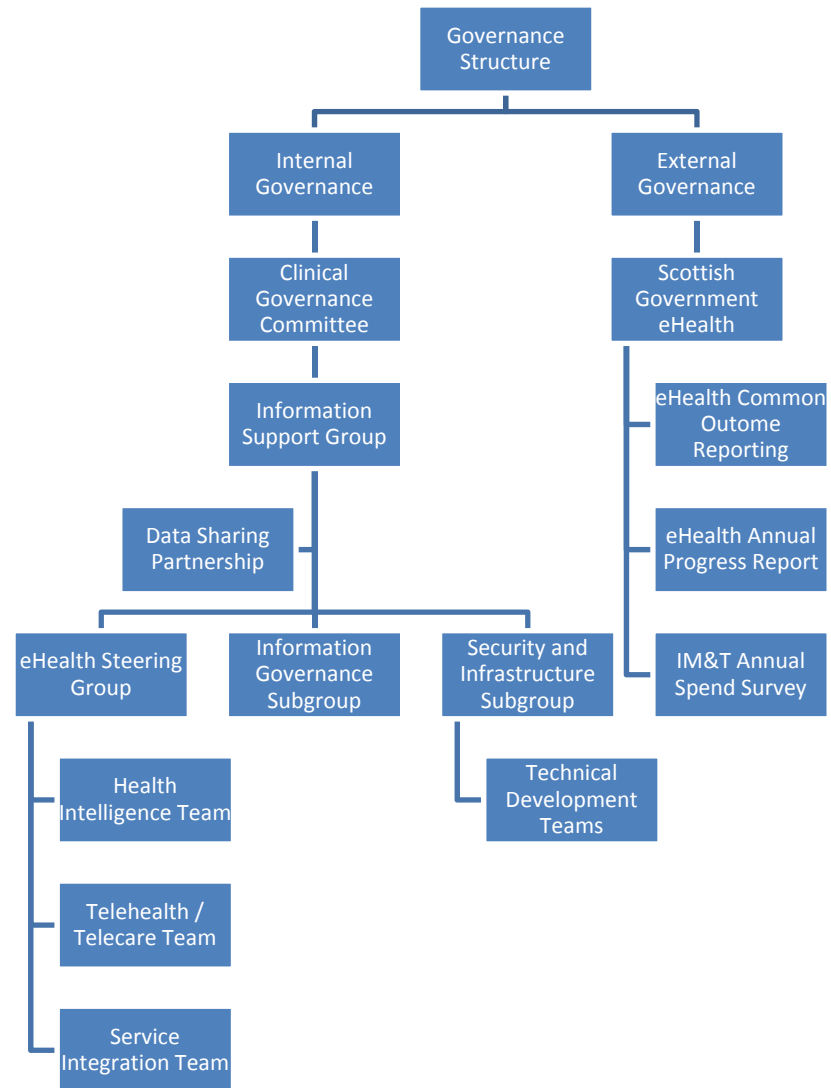 Governance
Structure
Internal
Governance
External
Governance
Clinical
Governance
Committee
Scottish
Government
eHealth
Information
Support Group
eHealth Common
Outome
Reporting
Data Sharing
Partnership
eHealth Annual
Progress Report
eHealth Steering
Group
Information
Governance
Subgroup
Security and
Infrastructure
Subgroup
IM&T Annual
Spend Survey
Health
Intelligence Team
Technical
Development
Teams
Telehealth /
Telecare Team
Service
Integration Team